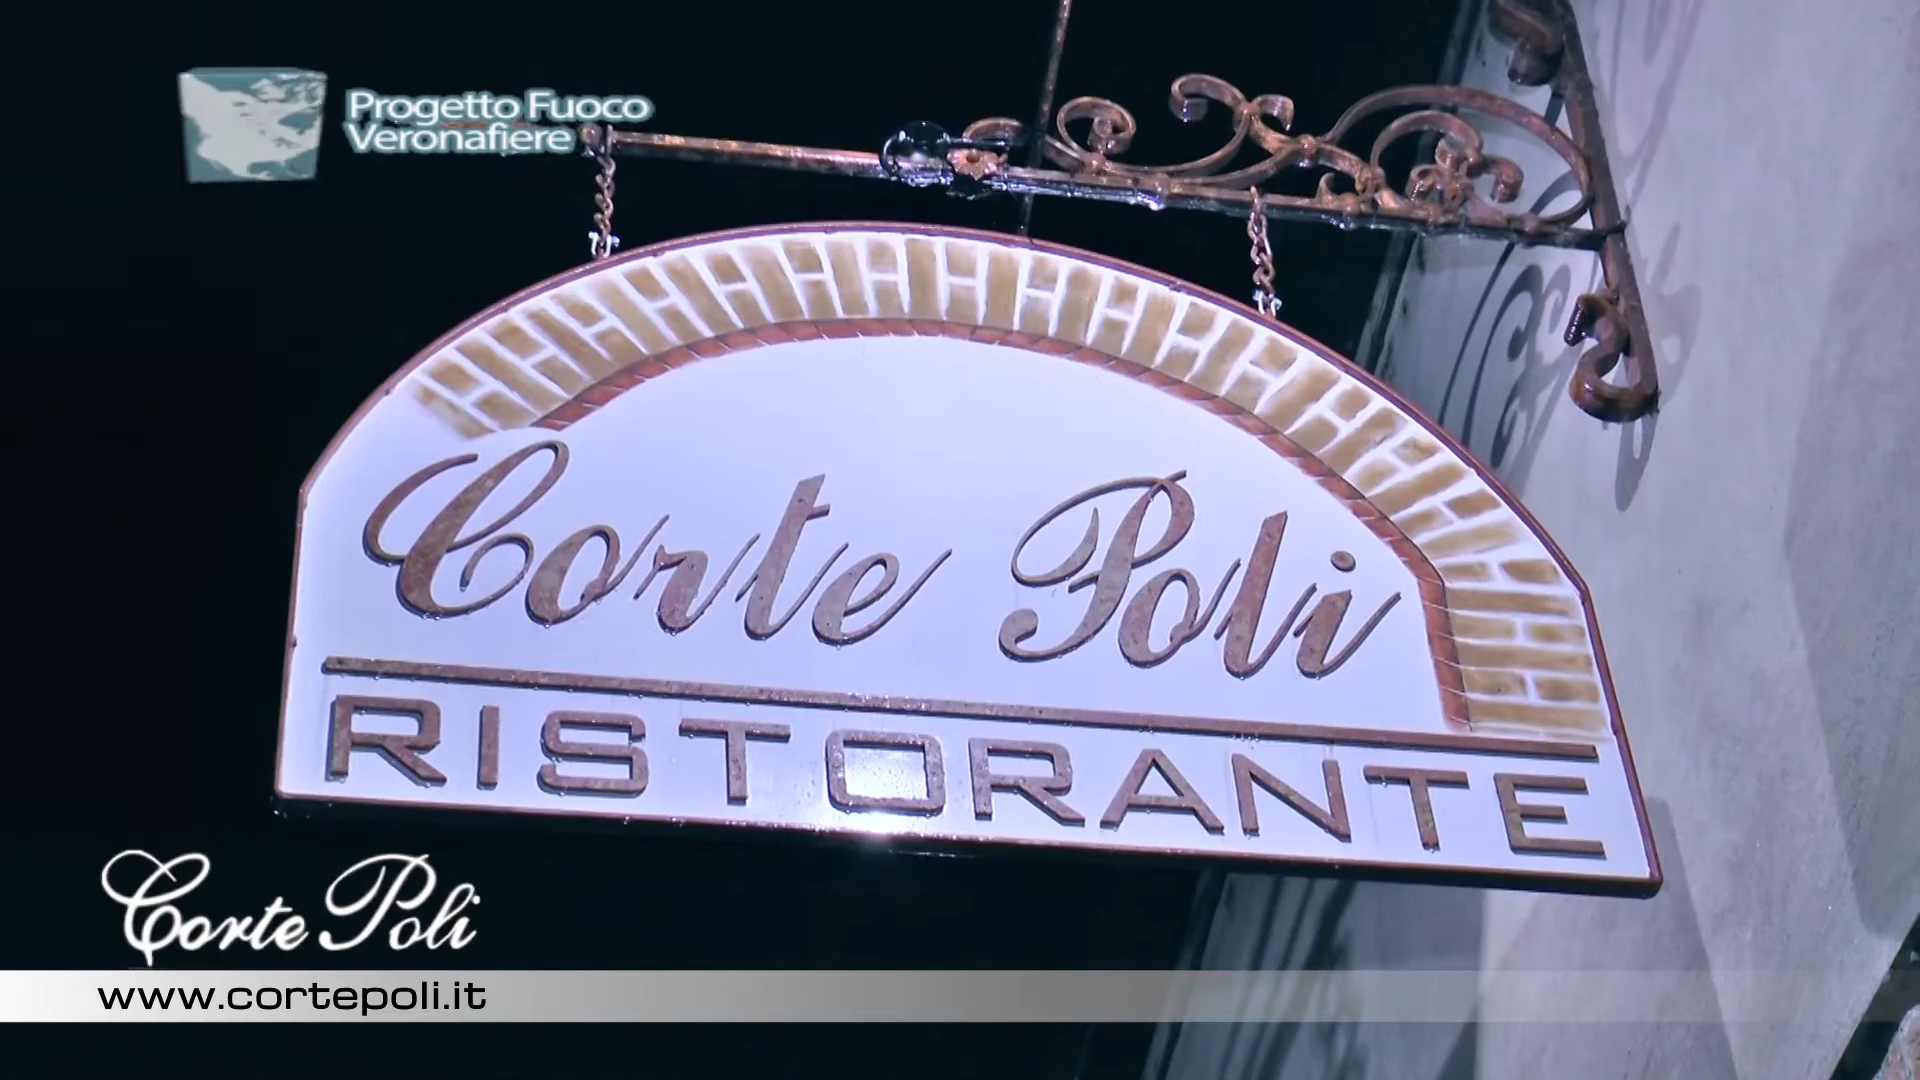 Progetto Fuoco
Veronafiere
Corte Poli
RISTORANTE
Corte Poli
www.cortepoli.it